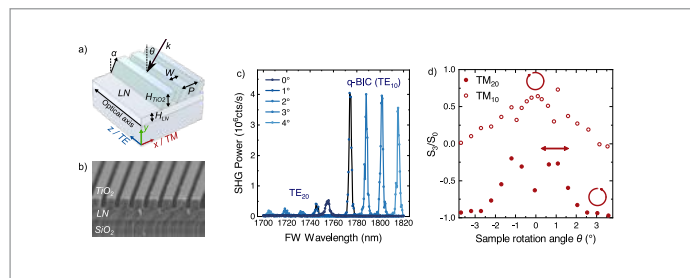 a)
α
θ
k
W
P
LN
H_TiO2
H_LN
Optical axis
y
z / TE
x / TM
b)
TiO₂
LN
SiO₂
c)
SHG Power (10⁶cts/s)
0°
1°
2°
3°
4°
q-BIC (TE₁₀)
TE₂₀
0
1
2
3
4
5
1700 1720 1740 1760 1780 1800 1820
FW Wavelength (nm)
d)
TM₂₀
TM₁₀
S₃/S₀
1.0
0.5
0.0
-0.5
-1.0
-3 -2 -1 0 1 2 3
Sample rotation angle θ (°)